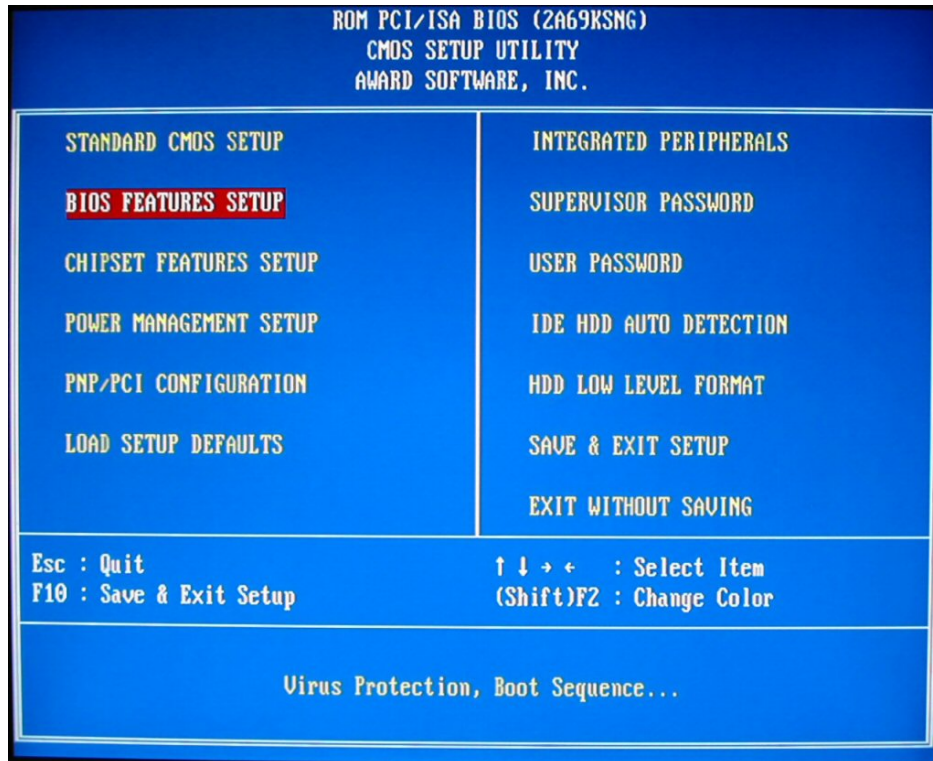 ROM PCI/ISA BIOS (2A69KSNG)
CMOS SETUP UTILITY
AWARD SOFTWARE, INC.
STANDARD CMOS SETUP
BIOS FEATURES SETUP
CHIPSET FEATURES SETUP
POWER MANAGEMENT SETUP
PNP/PCI CONFIGURATION
LOAD SETUP DEFAULTS
INTEGRATED PERIPHERALS
SUPERVISOR PASSWORD
USER PASSWORD
IDE HDD AUTO DETECTION
HDD LOW LEVEL FORMAT
SAVE & EXIT SETUP
EXIT WITHOUT SAVING
Esc : Quit
F10 : Save & Exit Setup
↑ ↓ → ← : Select Item
(Shift)F2 : Change Color
Virus Protection, Boot Sequence...